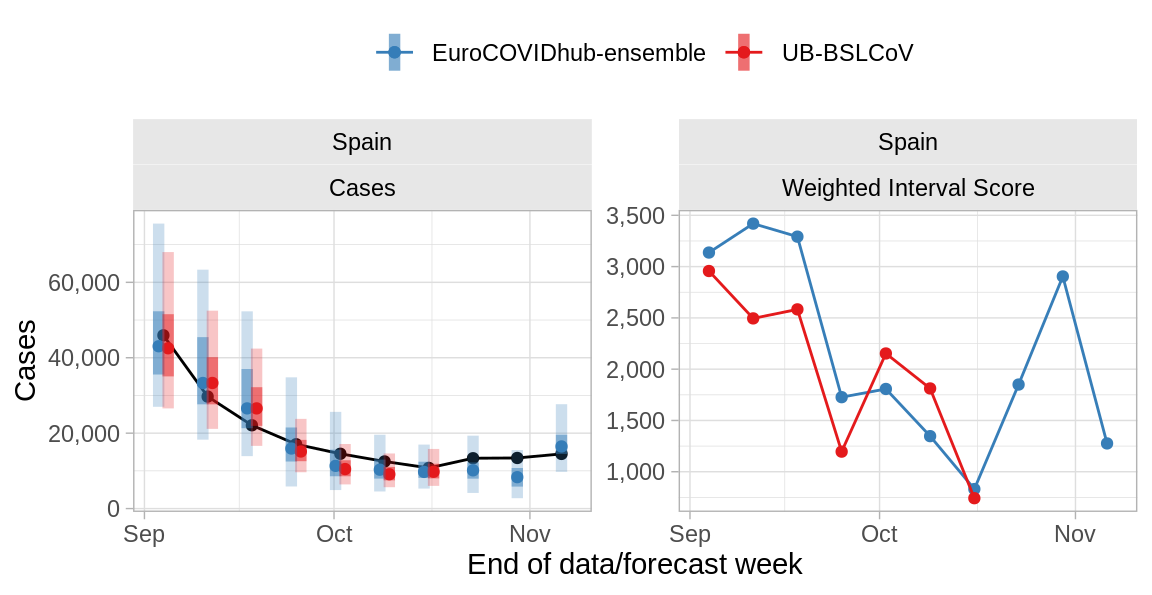 EuroCOVIDhub-ensemble UB-BSLCoV
Spain
Cases
Cases
60,000
40,000
20,000
0
Sep Oct Nov
Spain
Weighted Interval Score
3,500
3,000
2,500
2,000
1,500
1,000
Sep Oct Nov
End of data/forecast week